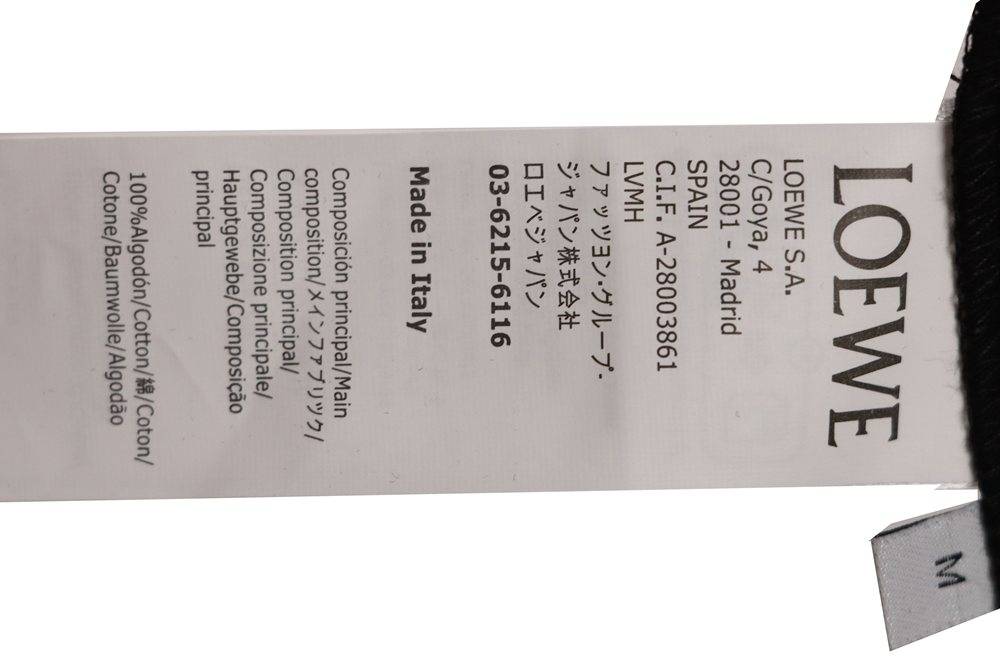 LOEWE
LOEWE S.A.
C/Goya, 4
28001 - Madrid
SPAIN
C.I.F. A-28003861
LVMH
ファッツヨン・グループ・
ジャパン株式会社
ロエベジャパン
03-6215-6116
Made in Italy
Composición principal/Main
composition/メインファブリツク/
Composition principal/
Composizione principale/
Hauptgewebe/Composição
principal
100%Algodón/Cotton/綿/Coton/
Cotone/Baumwolle/Algodão
M